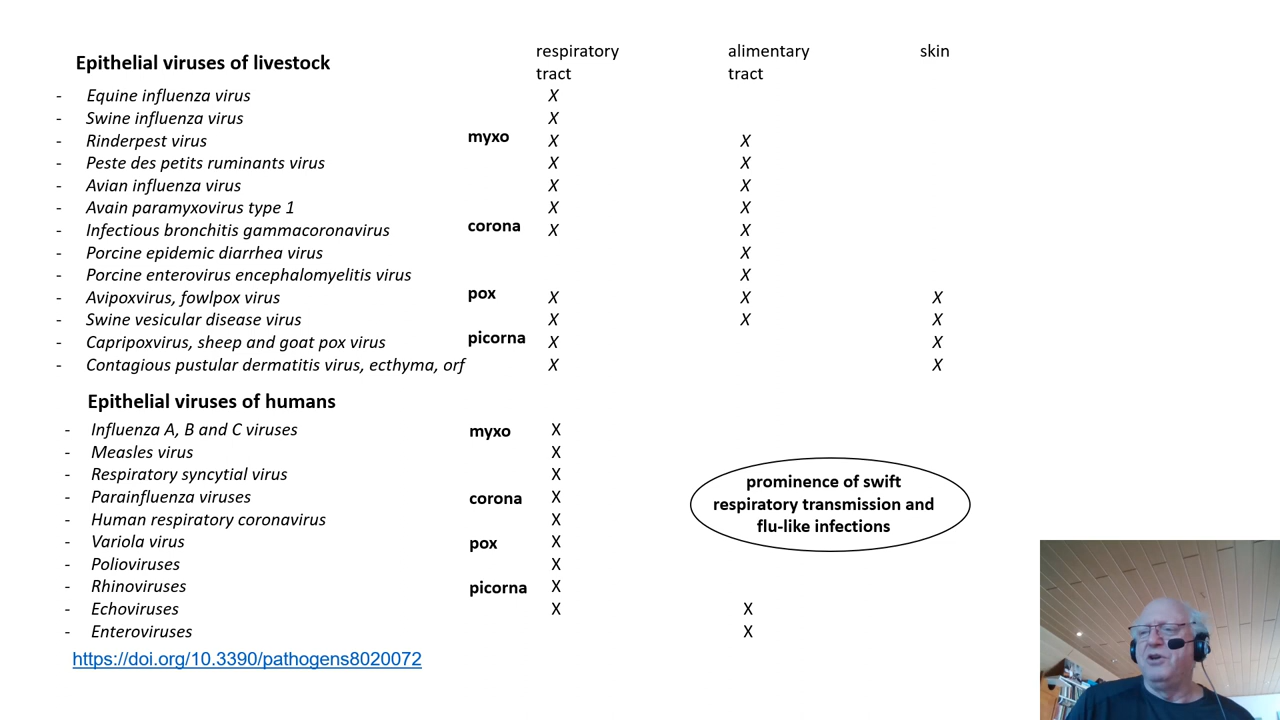 Epithelial viruses of livestock respiratory tract alimentary tract skin
- Equine influenza virus X
- Swine influenza virus X
- Rinderpest virus myxo X X
- Peste des petits ruminants virus X X
- Avian influenza virus X X
- Avain paramyxovirus type 1 X X
- Infectious bronchitis gammacoronavirus corona X X
- Porcine epidemic diarrhea virus X
- Porcine enterovirus encephalomyelitis virus X
- Avipoxvirus, fowlpox virus pox X X X
- Swine vesicular disease virus X X X
- Capripoxvirus, sheep and goat pox virus picorna X X
- Contagious pustular dermatitis virus, ecthyma, orf X X
Epithelial viruses of humans
- Influenza A, B and C viruses myxo X
- Measles virus X
- Respiratory syncytial virus X
- Parainfluenza viruses corona X
- Human respiratory coronavirus X
- Variola virus pox X
- Polioviruses X
- Rhinoviruses picorna X
- Echoviruses X X
- Enteroviruses X
prominence of swift
respiratory transmission and
flu-like infections
https://doi.org/10.3390/pathogens8020072